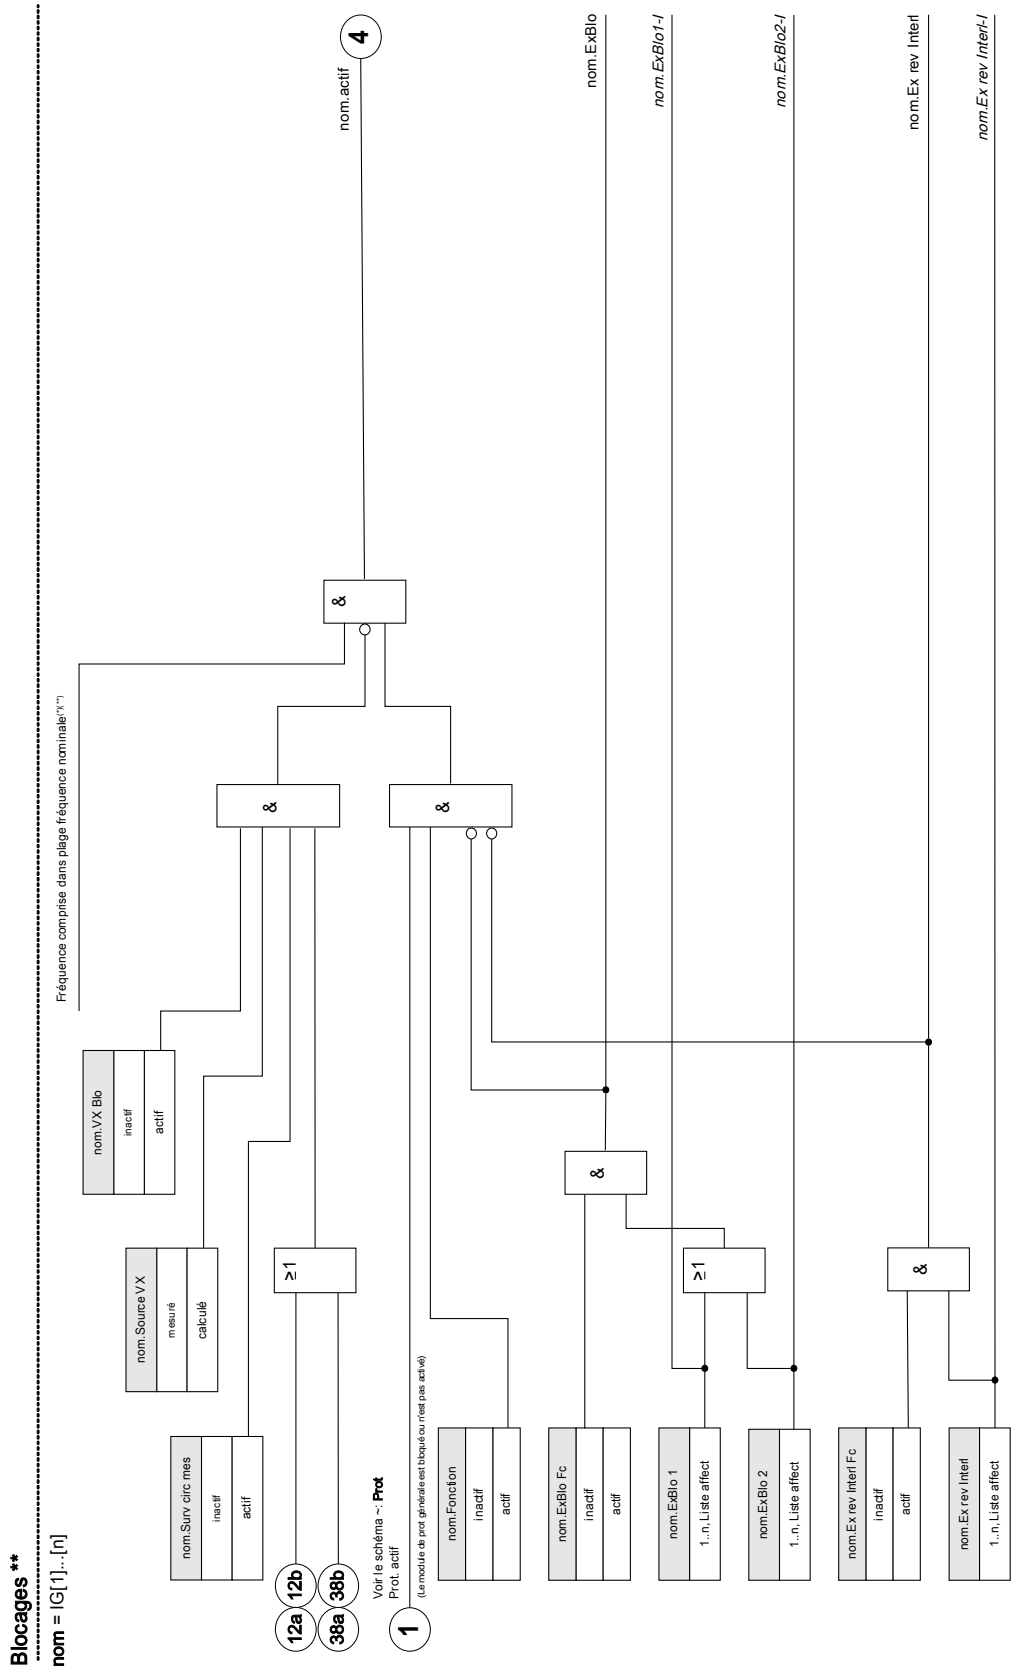 Blocages **
nom = IG[1]...[n]
Fréquence comprise dans plage fréquence nominale(*)(**)
nom.VX Blo
inactif
actif
nom.Source VX
mesuré
calculé
nom.Surv circ mes
inactif
actif
12a
12b
38a
38b
≥1
&
&
nom.actif
4
Voir le schéma ~: Prot
Prot. actif
(Le module de prot générale est bloqué ou n'est pas activé)
1
&
nom.Fonction
inactif
actif
nom.ExBlo Fc
inactif
actif
&
nom.ExBlo
nom.ExBlo 1
1..n, Liste affect
≥1
nom.ExBlo1-I
nom.ExBlo 2
1..n, Liste affect
nom.ExBlo2-I
nom.Ex rev Interl Fc
inactif
actif
&
nom.Ex rev Interl
nom.Ex rev Interl
1..n, Liste affect
nom.Ex rev Interl-I